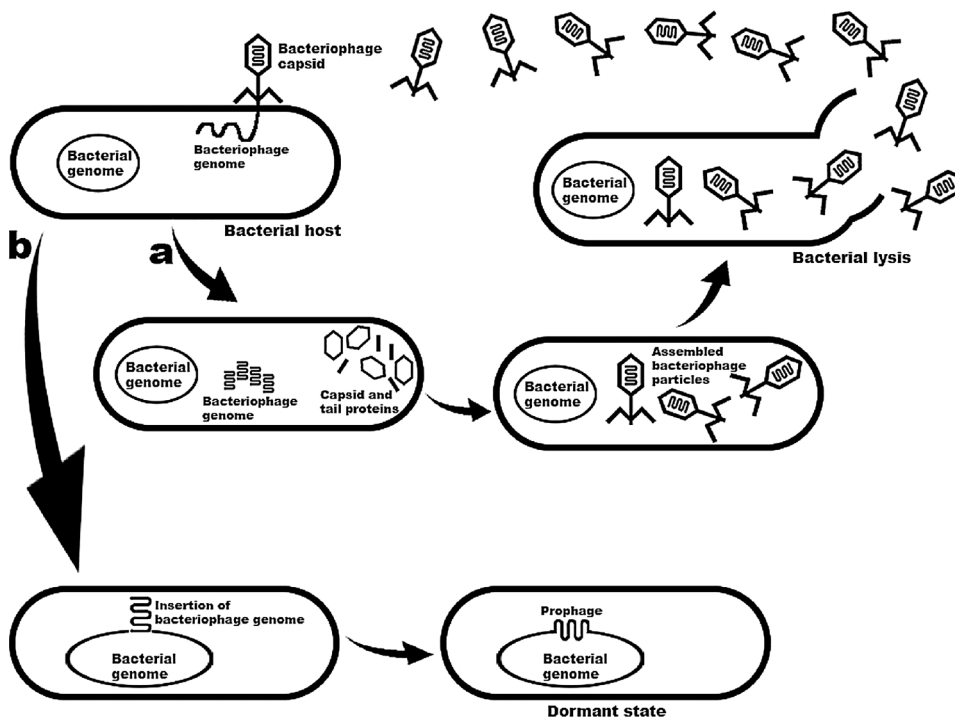 Bacteriophage
capsid
Bacterial
genome
Bacteriophage
genome
Bacterial host
b
a
Bacterial
genome
Bacterial lysis
Bacterial
genome
Bacteriophage
genome
Capsid and
tail proteins
Bacterial
genome
Assembled
bacteriophage
particles
Insertion of
bacteriophage genome
Bacterial
genome
Prophage
Bacterial
genome
Dormant state